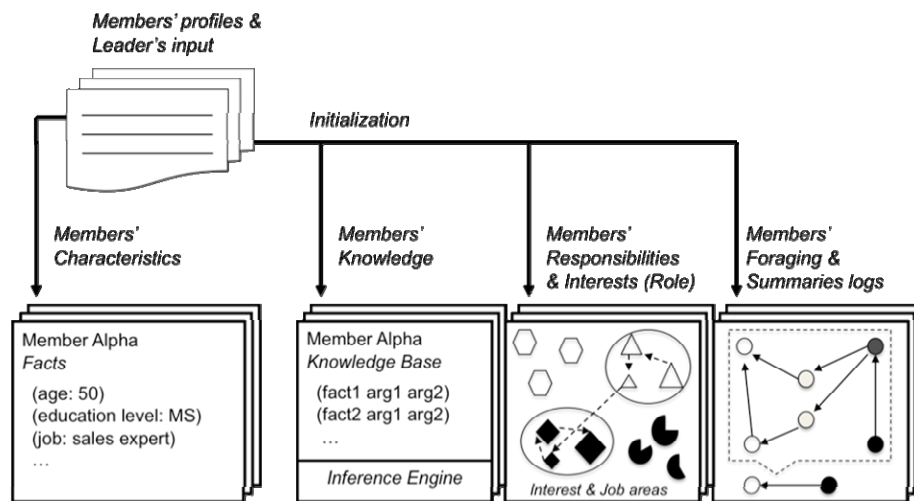 Members' profiles &
Leader's input
Initialization
Members'
Characteristics
Members'
Knowledge
Members'
Responsibilities
& Interests (Role)
Members'
Foraging &
Summaries logs
Member Alpha
Facts
(age: 50)
(education level: MS)
(job: sales expert)
...
Member Alpha
Knowledge Base
(fact1 arg1 arg2)
(fact2 arg1 arg2)
...
Inference Engine
Interest & Job areas